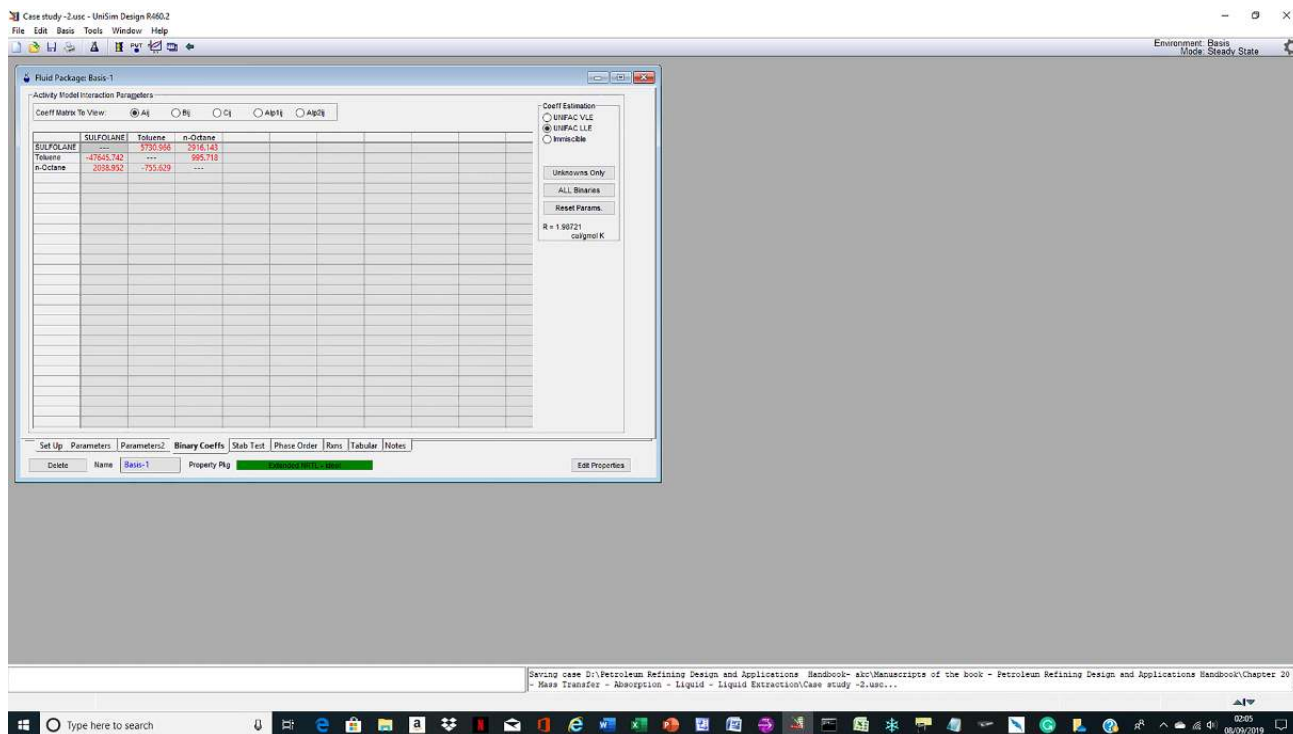 Case study -2.usc - UniSim Design R460.2
File Edit Basis Tools Window Help
Environment: Basis
Mode: Steady State
Fluid Package: Basis-1
Activity Model Interaction Parameters
Coeff Matrix To View: Aij Bij Cij Alp1ij Alp2ij
SULFOLANE Toluene n-Octane
SULFOLANE --- 5730.966 2916.143
Toluene -47645.742 --- 995.718
n-Octane 2038.952 -755.629 ---
Coeff Estimation
UNIFAC VLE
UNIFAC LLE
Immiscible
Unknowns Only
ALL Binaries
Reset Params.
R = 1.98721
cal/gmol K
Set Up Parameters Parameters2 Binary Coeffs Stab Test Phase Order Rxns Tabular Notes
Delete Name Basis-1 Property Pkg Extended NRTL - Ideal Edit Properties
Saving case D:\Petroleum Refining Design and Applications Handbook- akc\Manuscripts of the book - Petroleum Refining Design and Applications Handbook\Chapter 20
- Mass Transfer - Absorption - Liquid - Liquid Extraction\Case study -2.usc...
Type here to search
02:05
08/09/2019